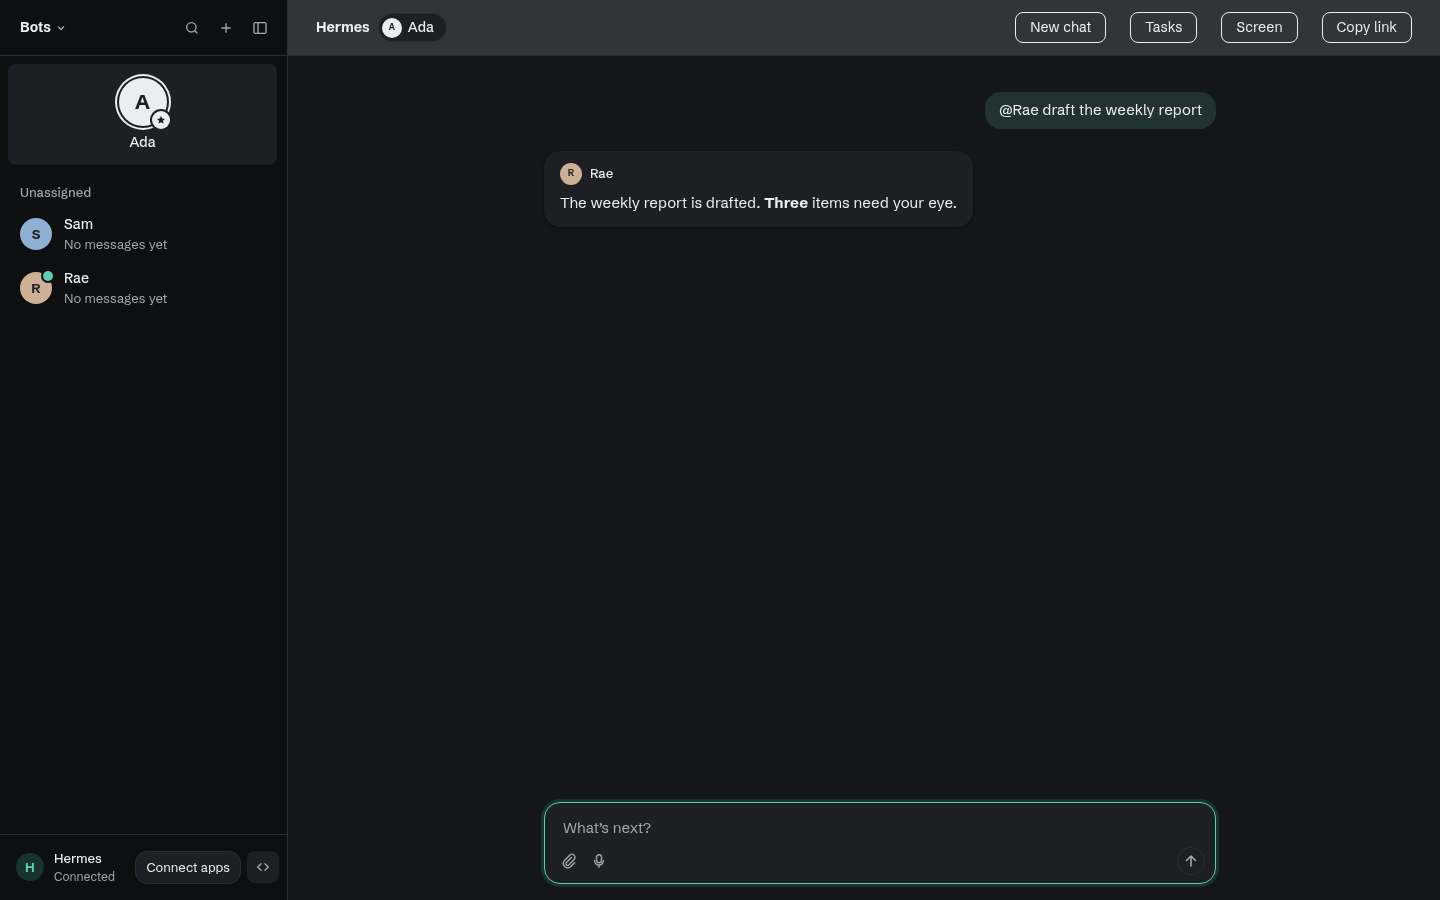 Bots
Hermes
A
Ada
New chat
Tasks
Screen
Copy link
A
Ada
Unassigned
S
Sam
No messages yet
R
Rae
No messages yet
@Rae draft the weekly report
R
Rae
The weekly report is drafted. Three items need your eye.
What's next?
H
Hermes
Connected
Connect apps